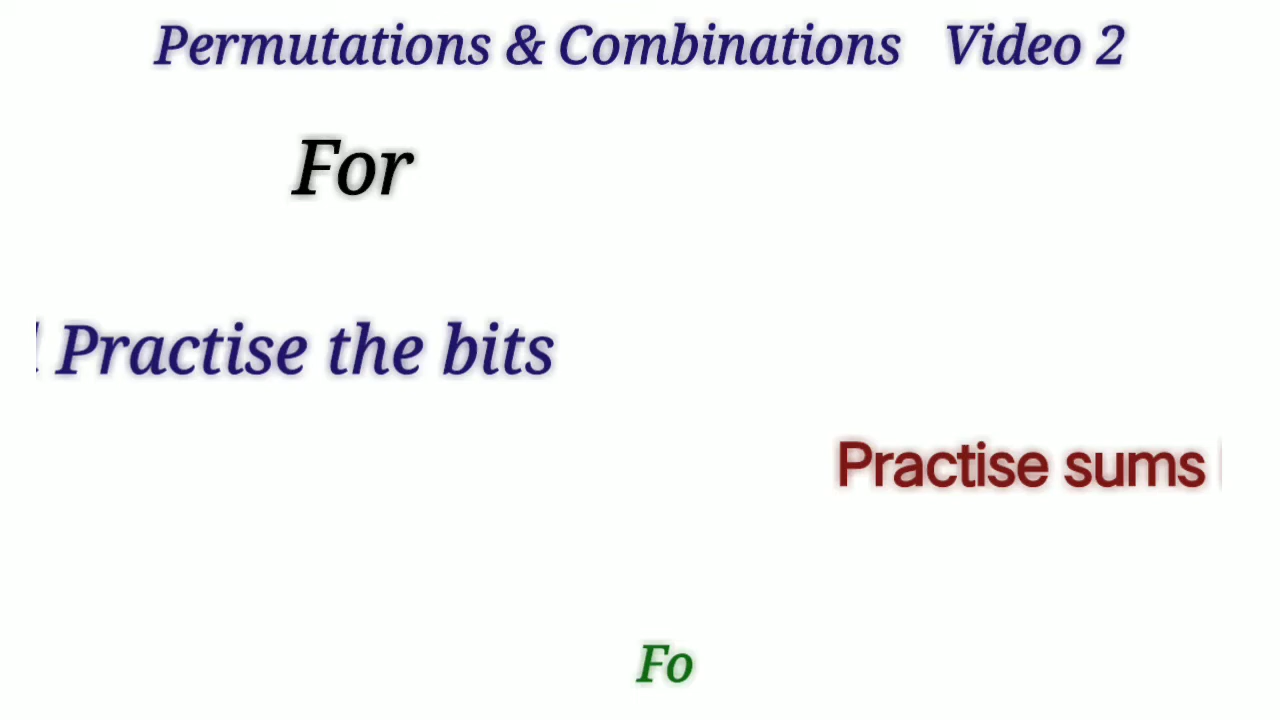 Permutations & Combinations Video 2
For
Practise the bits
Practise sums
Fo